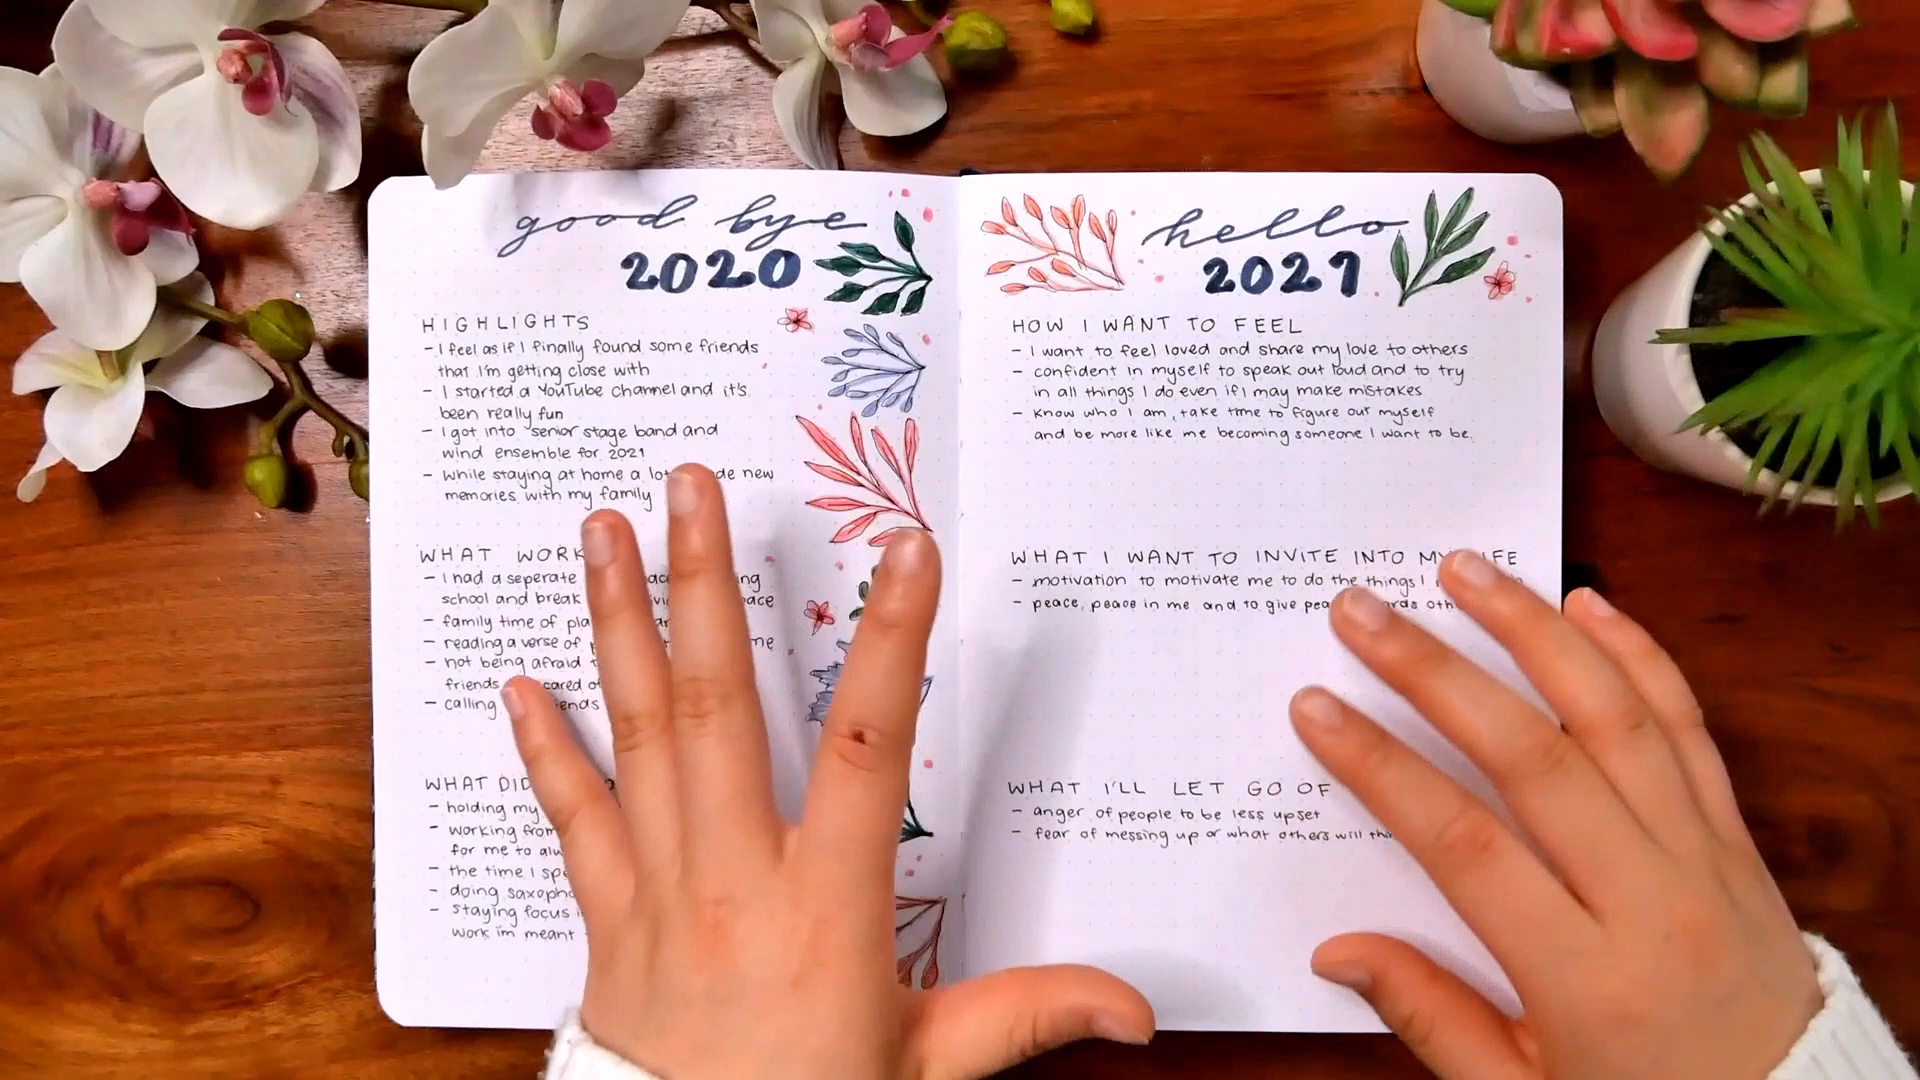 good bye
2020
HIGHLIGHTS
- I feel as if I finally found some friends
that I'm getting close with
- I started a YouTube channel and it's
been really fun
- I got into senior stage band and
wind ensemble for 2021
- while staying at home a lot new
memories with my family
WHAT
- I had a seperate
school and break
- family time of
- reading a verse of
- not being afraid
friends
- calling
WHAT
- holding my
- working from
for me to
- the time I
- doing
- staying focus
work im meant
hello
2021
HOW I WANT TO FEEL
- I want to feel loved and share my love to others
- confident in myself to speak out loud and to try
in all things I do even if I may make mistakes
- know who I am, take time to figure out myself
and be more like me becoming someone I want to be.
WHAT I WANT TO INVITE INTO MY LIFE
- motivation to motivate me to do the things I
- peace, peace in me and to give
WHAT I'LL LET GO OF
- anger of people to be less upset
- fear of messing up or what others will